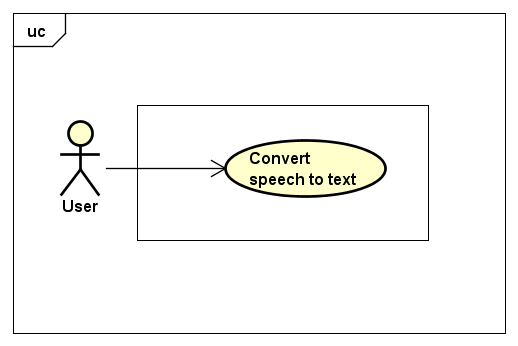 uc
Convert
speech to text
User